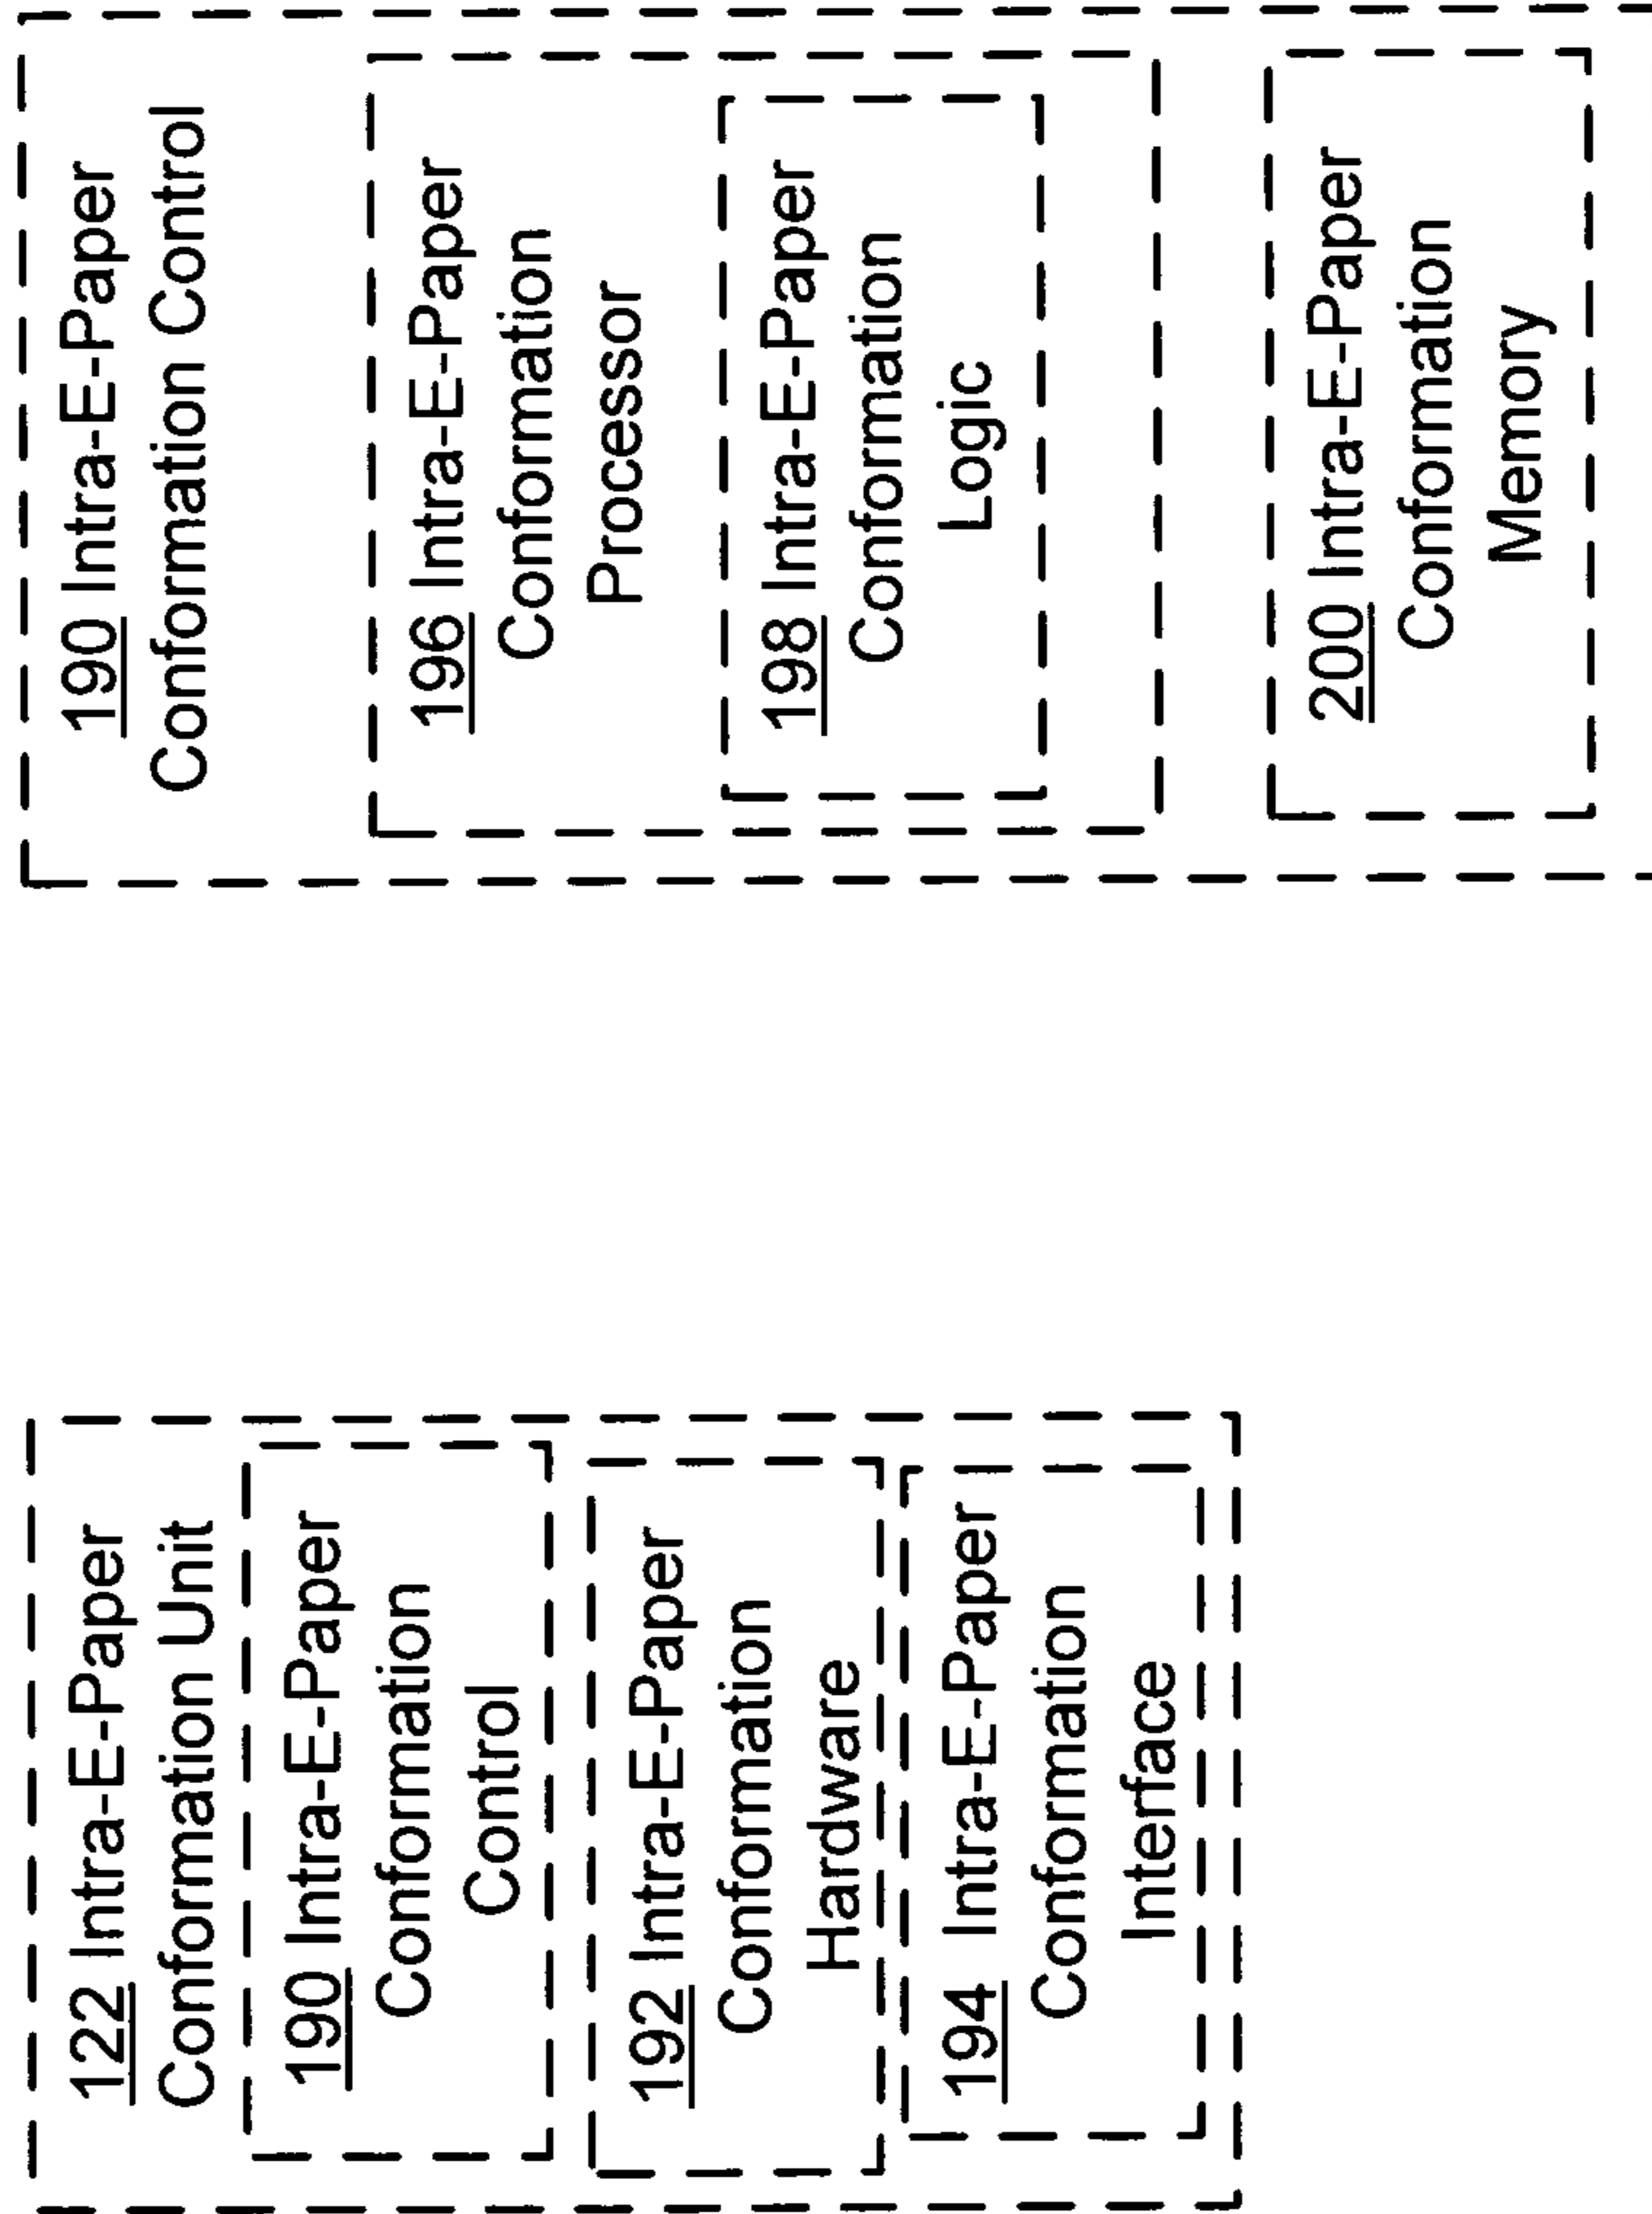 122 Intra-E-Paper
Conformation Unit
190 Intra-E-Paper
Conformation
Control
192 Intra-E-Paper
Conformation
Hardware
194 Intra-E-Paper
Conformation
Interface
190 Intra-E-Paper
Conformation Control
196 Intra-E-Paper
Conformation
Processor
198 Intra-E-Paper
Conformation
Logic
200 Intra-E-Paper
Conformation
Memory